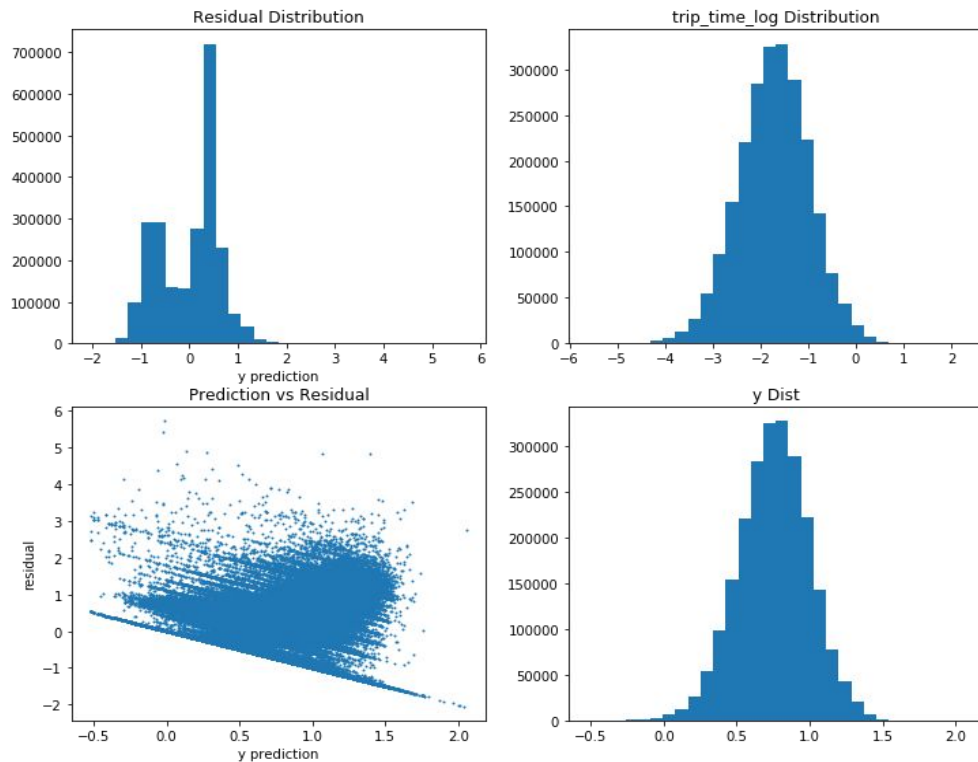 Residual Distribution
700000
600000
500000
400000
300000
200000
100000
0
−2 −1 0 1 2 3 4 5 6
y prediction
trip_time_log Distribution
300000
250000
200000
150000
100000
50000
0
−6 −5 −4 −3 −2 −1 0 1 2
Prediction vs Residual
6
5
4
3
2
1
0
−1
−2
residual
−0.5 0.0 0.5 1.0 1.5 2.0
y prediction
y Dist
300000
250000
200000
150000
100000
50000
0
−0.5 0.0 0.5 1.0 1.5 2.0